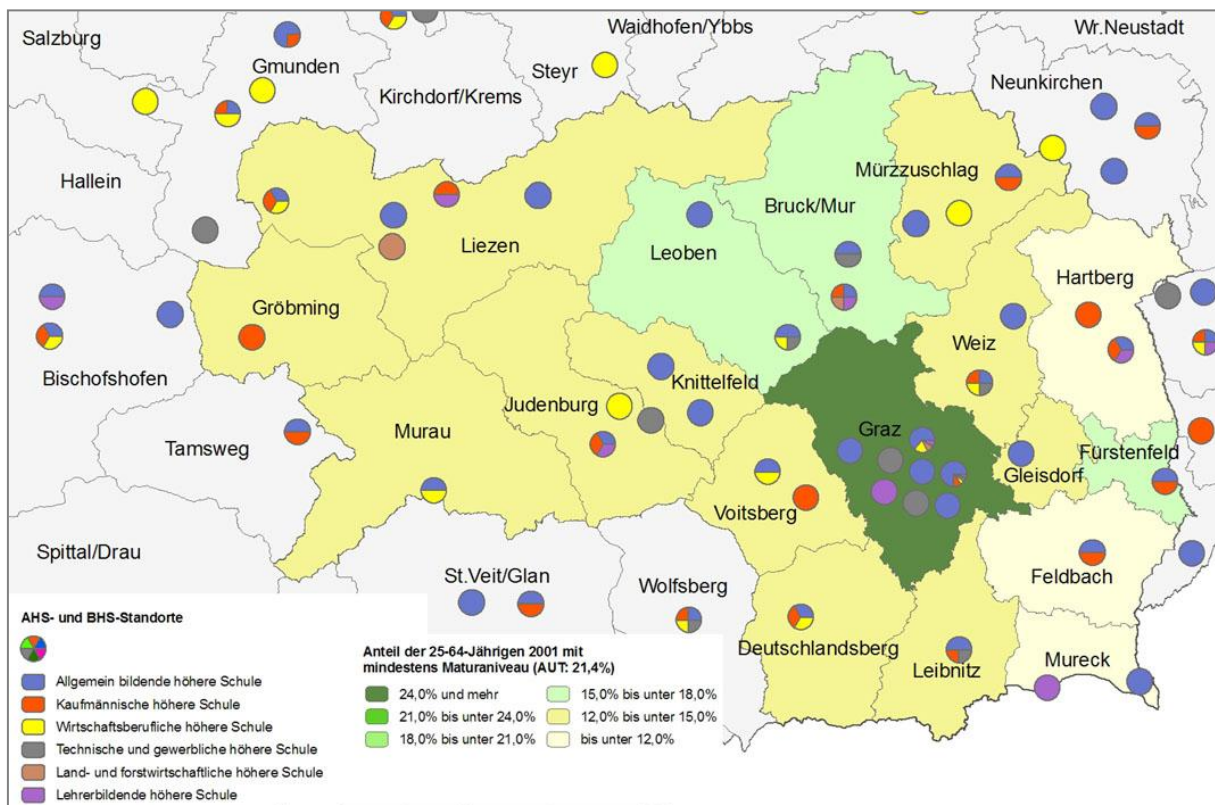 Salzburg
Waidhofen/Ybbs
Wr.Neustadt
Gmunden
Steyr
Kirchdorf/Krems
Neunkirchen
Hallein
Mürzzuschlag
Bruck/Mur
Liezen
Leoben
Hartberg
Gröbming
Weiz
Bischofshofen
Knittelfeld
Judenburg
Murau
Tamsweg
Graz
Fürstenfeld
Gleisdorf
Voitsberg
Spittal/Drau
St.Veit/Glan
Wolfsberg
Feldbach
Deutschlandsberg
Leibnitz
Mureck
AHS- und BHS-Standorte
Allgemein bildende höhere Schule
Kaufmännische höhere Schule
Wirtschaftsberufliche höhere Schule
Technische und gewerbliche höhere Schule
Land- und forstwirtschaftliche höhere Schule
Lehrerbildende höhere Schule
Anteil der 25-64-Jährigen 2001 mit
mindestens Maturaniveau (AUT: 21,4%)
24,0% und mehr
21,0% bis unter 24,0%
18,0% bis unter 21,0%
15,0% bis unter 18,0%
12,0% bis unter 15,0%
bis unter 12,0%